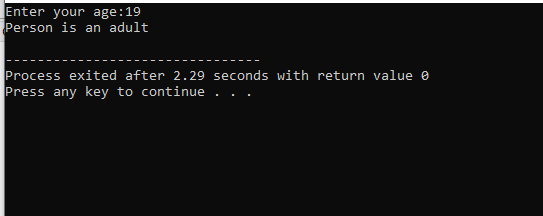 Enter your age:19
Person is an adult
--------------------------------
Process exited after 2.29 seconds with return value 0
Press any key to continue . . .